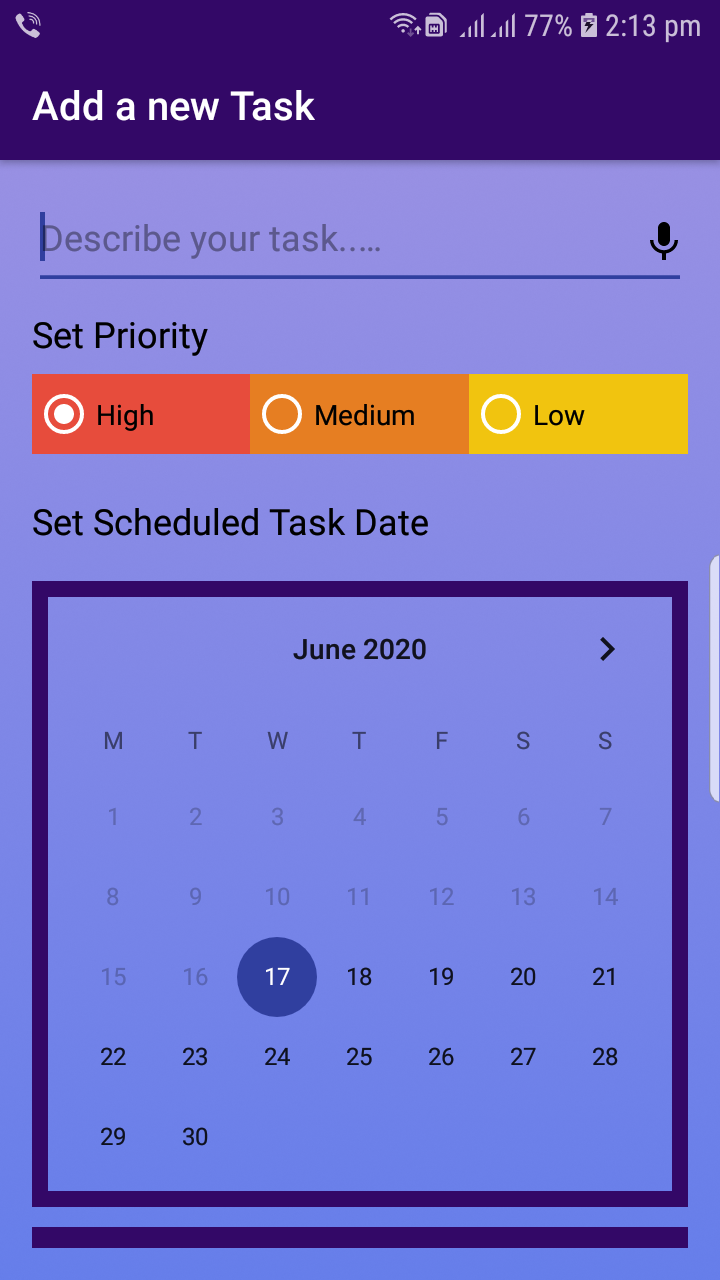 77% 2:13 pm
Add a new Task
Describe your task.....
Set Priority
High Medium Low
Set Scheduled Task Date
June 2020
M T W T F S S
1 2 3 4 5 6 7
8 9 10 11 12 13 14
15 16 17 18 19 20 21
22 23 24 25 26 27 28
29 30